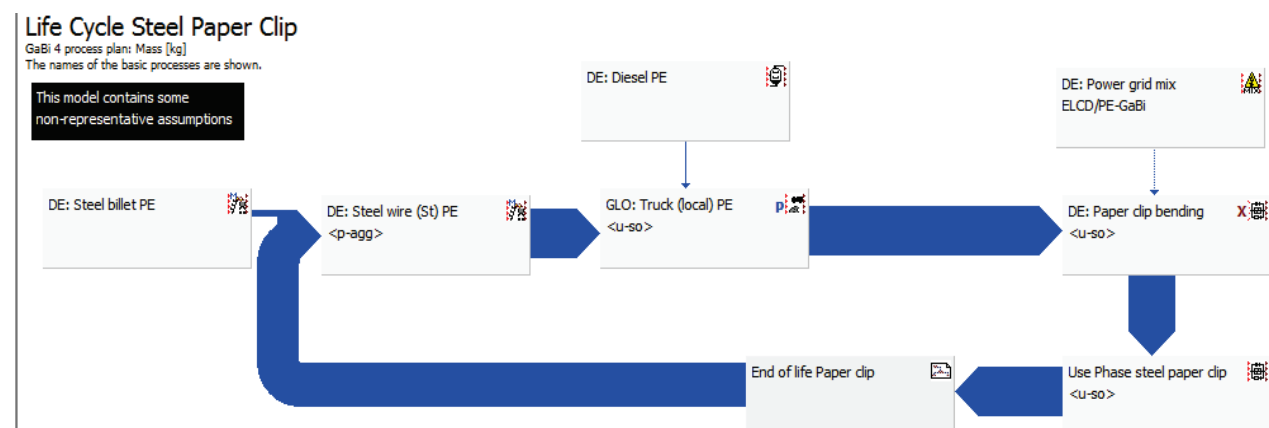 Life Cycle Steel Paper Clip
GaBi 4 process plan: Mass [kg]
The names of the basic processes are shown.
This model contains some
non-representative assumptions
DE: Diesel PE
DE: Power grid mix
ELCD/PE-GaBi
MIX
DE: Steel billet PE
DE: Steel wire (St) PE
<p-agg>
GLO: Truck (local) PE
p
<u-so>
DE: Paper clip bending
X
<u-so>
End of life Paper clip
Use Phase steel paper clip
<u-so>